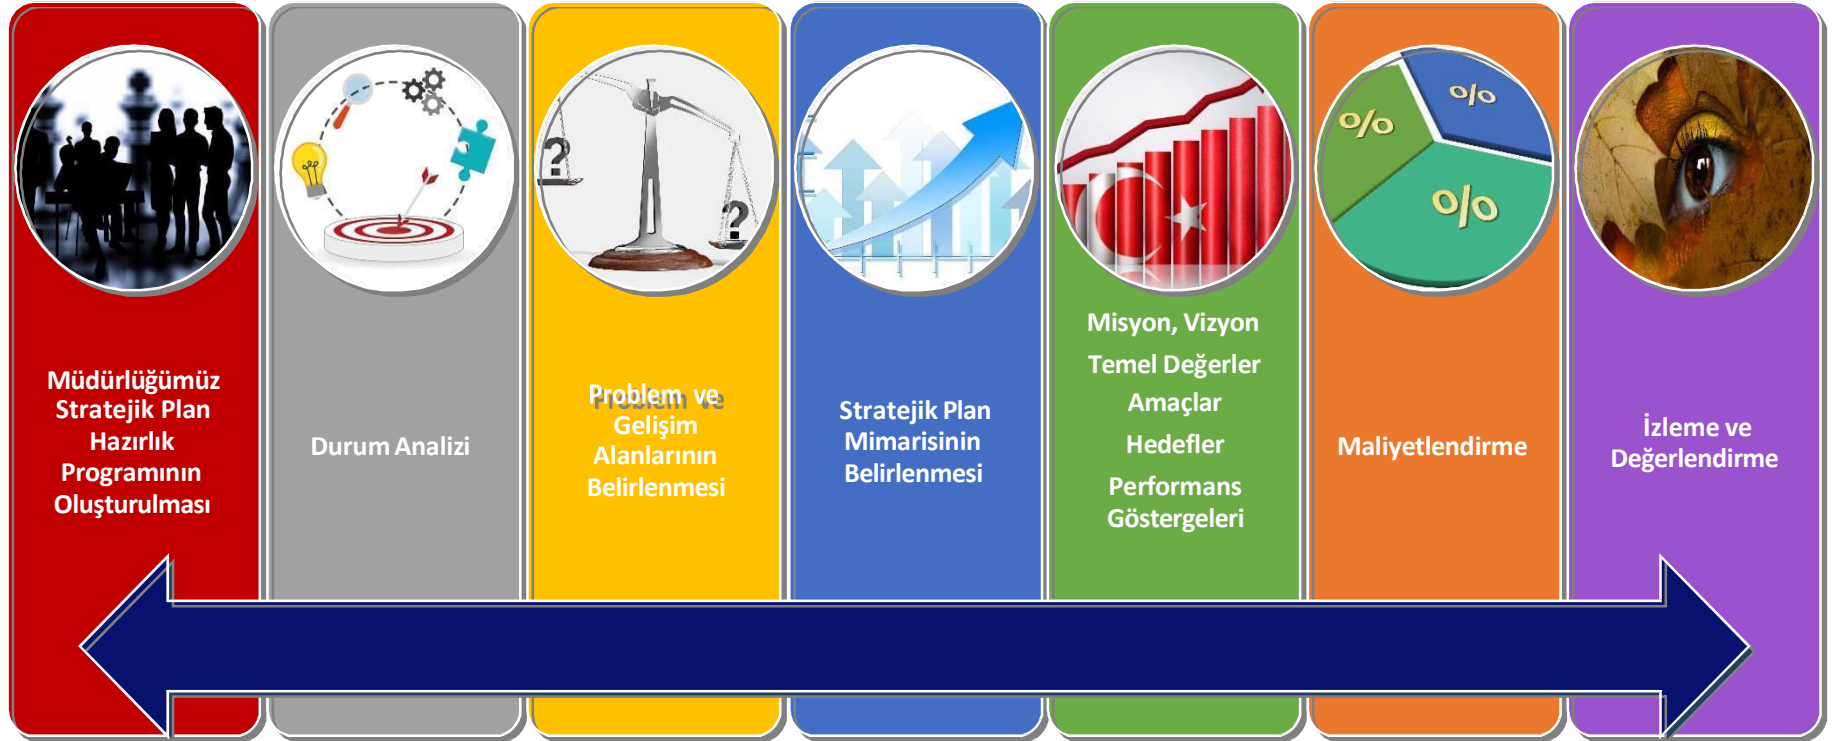 Müdürlüğümüz
Stratejik Plan
Hazırlık
Programının
Oluşturulması
Durum Analizi
Problem ve
Gelişim
Alanlarının
Belirlenmesi
Stratejik Plan
Mimarisinin
Belirlenmesi
Misyon, Vizyon
Temel Değerler
Amaçlar
Hedefler
Performans
Göstergeleri
Maliyetlendirme
İzleme ve
Değerlendirme
?
?
%
%
%